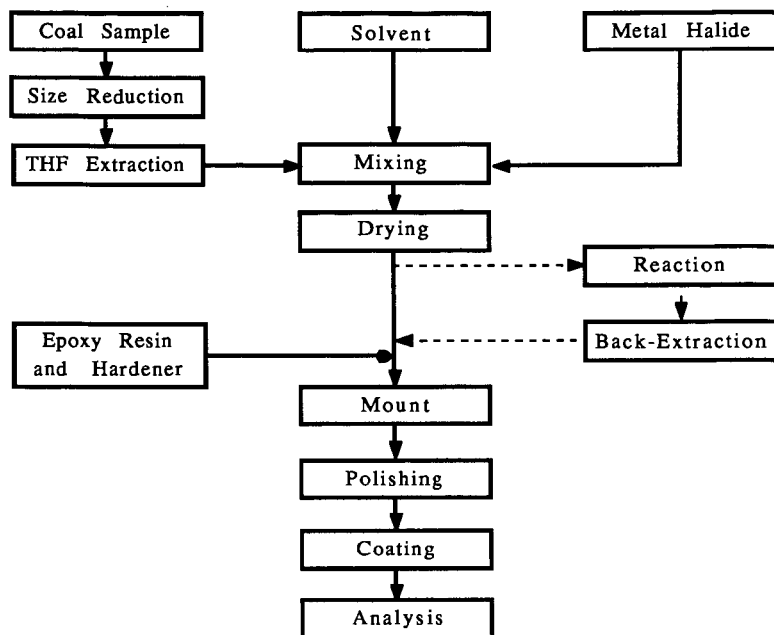 Coal Sample
Solvent
Metal Halide
Size Reduction
THF Extraction
Mixing
Drying
Reaction
Epoxy Resin
and Hardener
Back-Extraction
Mount
Polishing
Coating
Analysis